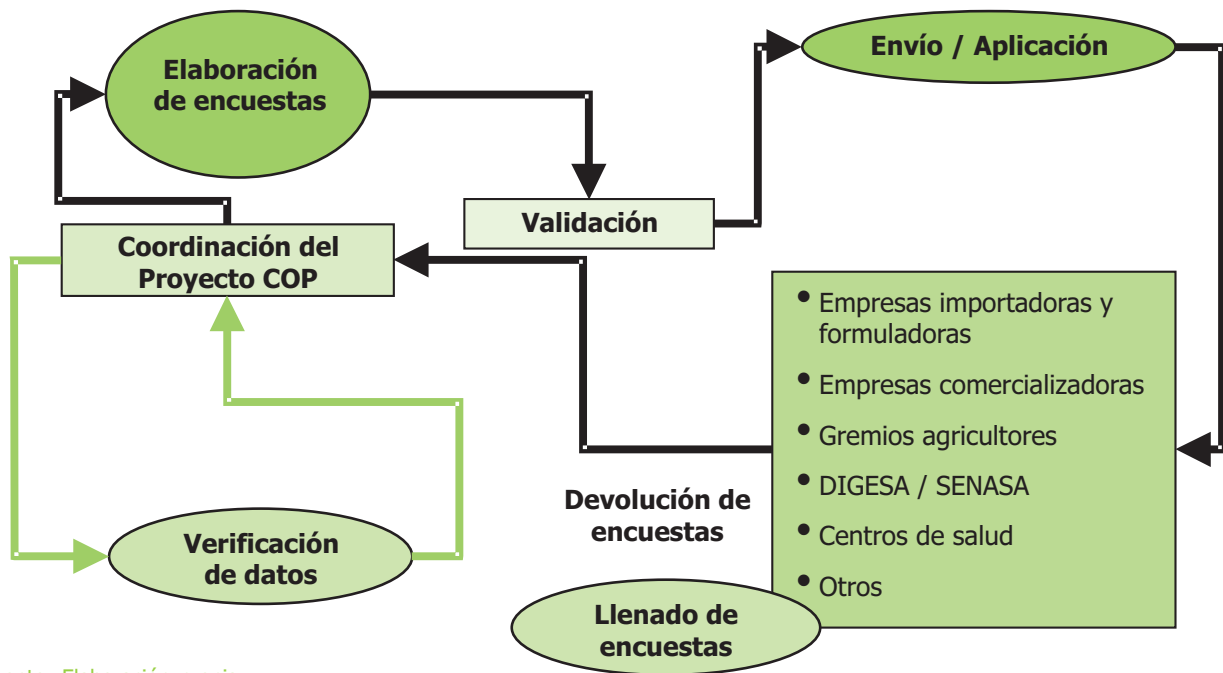 Elaboración
de encuestas
Envío / Aplicación
Validación
Coordinación del
Proyecto COP
• Empresas importadoras y
formuladoras
• Empresas comercializadoras
• Gremios agricultores
• DIGESA / SENASA
• Centros de salud
• Otros
Devolución de
encuestas
Verificación
de datos
Llenado de
encuestas